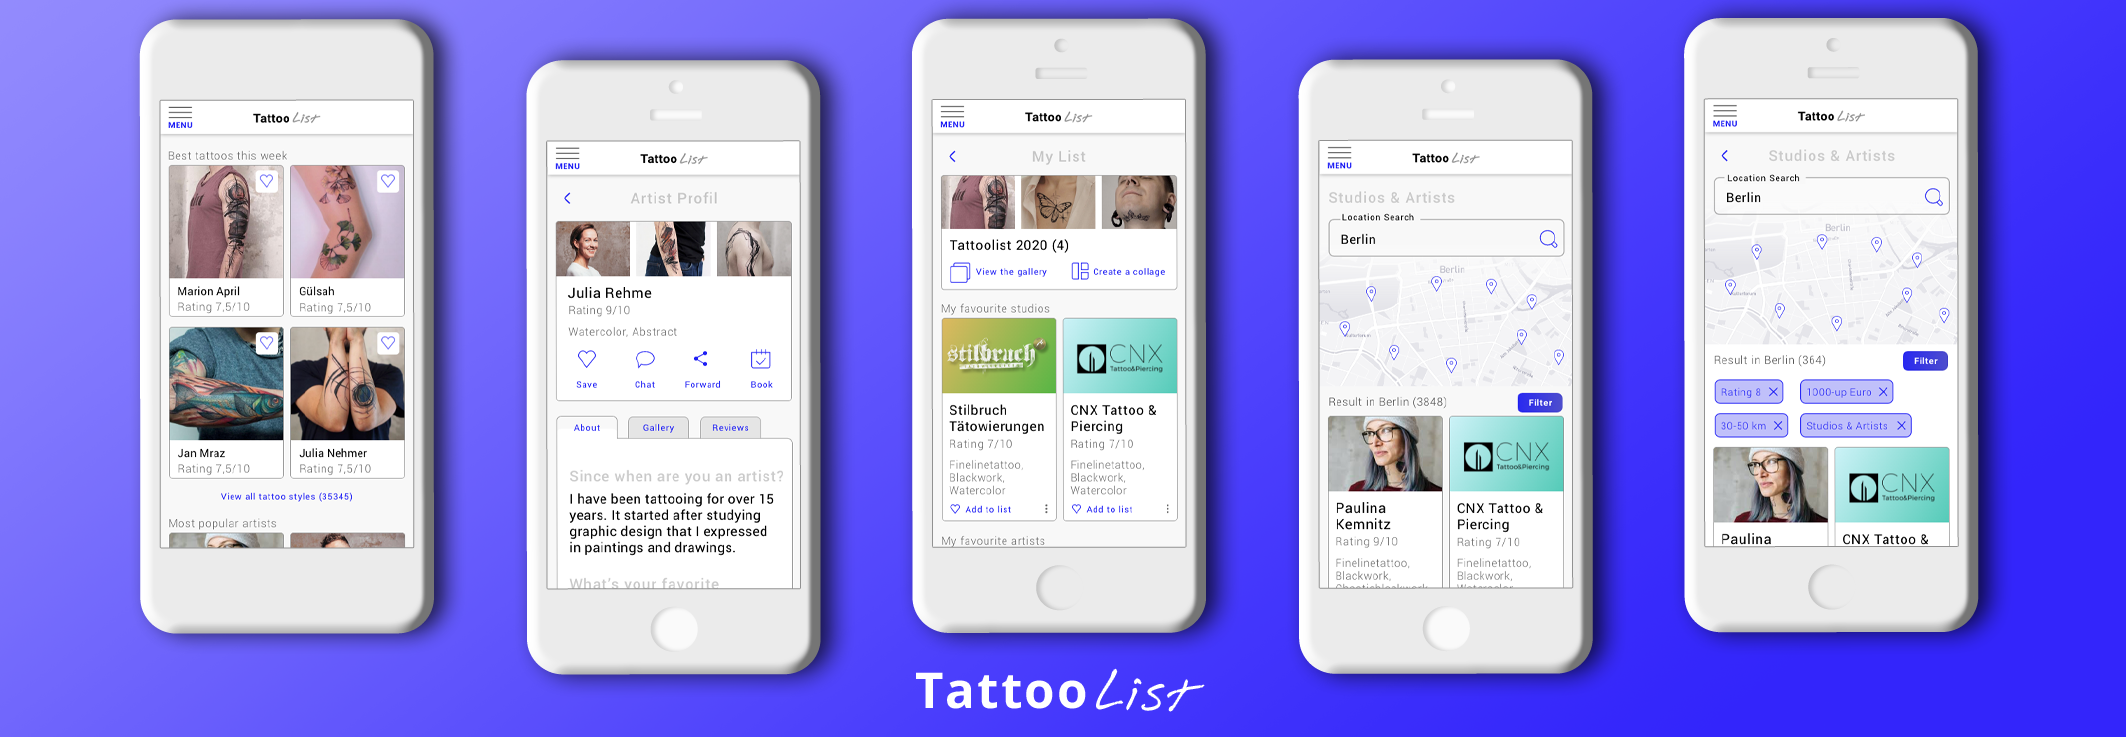 MENU
Tattoo List
Best tattoos this week
Marion April
Rating 7,5/10
Gülsah
Rating 7,5/10
Jan Mraz
Rating 7,5/10
Julia Nehmer
Rating 7,5/10
View all tattoo styles (35345)
Most popular artists
MENU
Tattoo List
Artist Profil
Julia Rehme
Rating 9/10
Watercolor, Abstract
Save
Chat
Forward
Book
About
Gallery
Reviews
Since when are you an artist?
I have been tattooing for over 15
years. It started after studying
graphic design that I expressed
in paintings and drawings.
What's your favorite
MENU
Tattoo List
My List
Tattoolist 2020 (4)
View the gallery
Create a collage
My favourite studios
stilbruch
Stilbruch
Tätowierungen
Rating 7/10
Finelinetattoo,
Blackwork,
Watercolor
Add to list
CNX
Tattoo&Piercing
CNX Tattoo &
Piercing
Rating 7/10
Finelinetattoo,
Blackwork,
Watercolor
Add to list
My favourite artists
MENU
Tattoo List
Studios & Artists
Location Search
Berlin
Berlin
Result in Berlin (3848)
Filter
Paulina
Kemnitz
Rating 9/10
Finelinetattoo,
Blackwork,
CNX
Tattoo&Piercing
CNX Tattoo &
Piercing
Rating 7/10
Finelinetattoo,
Blackwork,
Watercolor
MENU
Tattoo List
Studios & Artists
Location Search
Berlin
Berlin
Result in Berlin (364)
Filter
Rating 8
1000-up Euro
30-50 km
Studios & Artists
Paulina
CNX
Tattoo&Piercing
CNX Tattoo &
Tattoo List